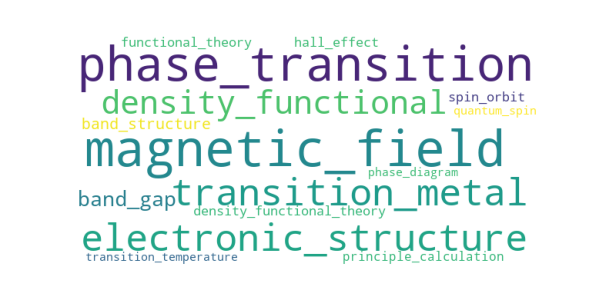 functional_theory hall_effect
phase_transition
density_functional spin_orbit
quantum_spin
band_structure
magnetic_field
phase_diagram
band_gap transition_metal
density_functional_theory
electronic_structure
transition_temperature principle_calculation